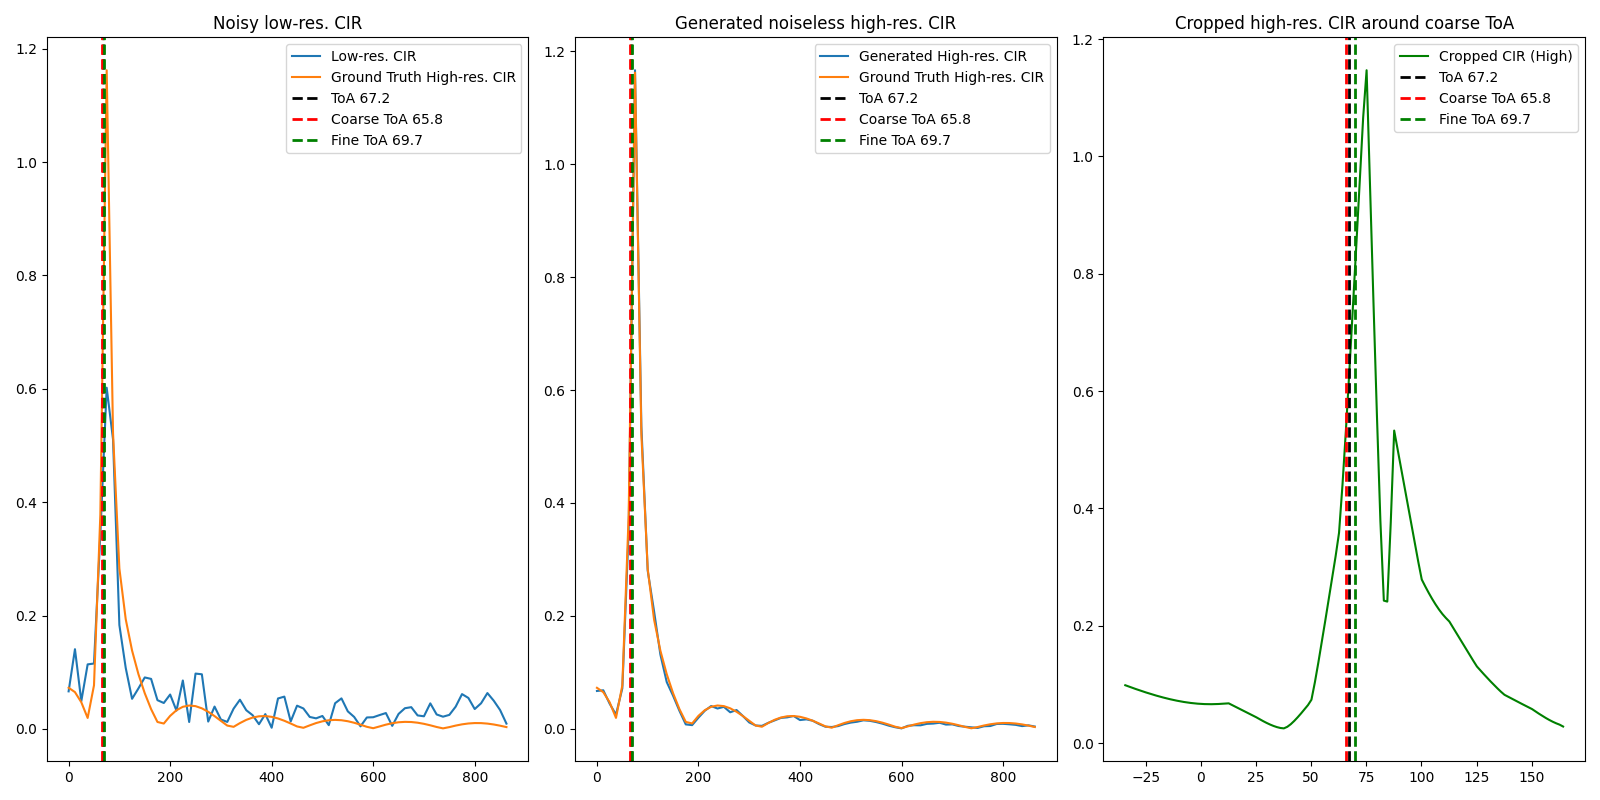 Noisy low-res. CIR
Low-res. CIR
Ground Truth High-res. CIR
ToA 67.2
Coarse ToA 65.8
Fine ToA 69.7
1.2
1.0
0.8
0.6
0.4
0.2
0.0
0 200 400 600 800
Generated noiseless high-res. CIR
Generated High-res. CIR
Ground Truth High-res. CIR
ToA 67.2
Coarse ToA 65.8
Fine ToA 69.7
1.2
1.0
0.8
0.6
0.4
0.2
0.0
0 200 400 600 800
Cropped high-res. CIR around coarse ToA
Cropped CIR (High)
ToA 67.2
Coarse ToA 65.8
Fine ToA 69.7
1.2
1.0
0.8
0.6
0.4
0.2
0.0
−25 0 25 50 75 100 125 150